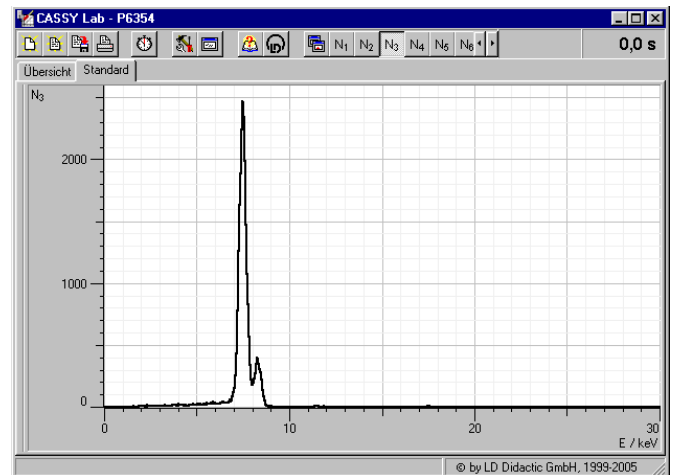 CASSY Lab - P6354
N1 N2 N3 N4 N5 N6 0,0 s
Übersicht Standard
N3
2000
1000
0
0 10 20 30
E / keV
© by LD Didactic GmbH, 1999-2005